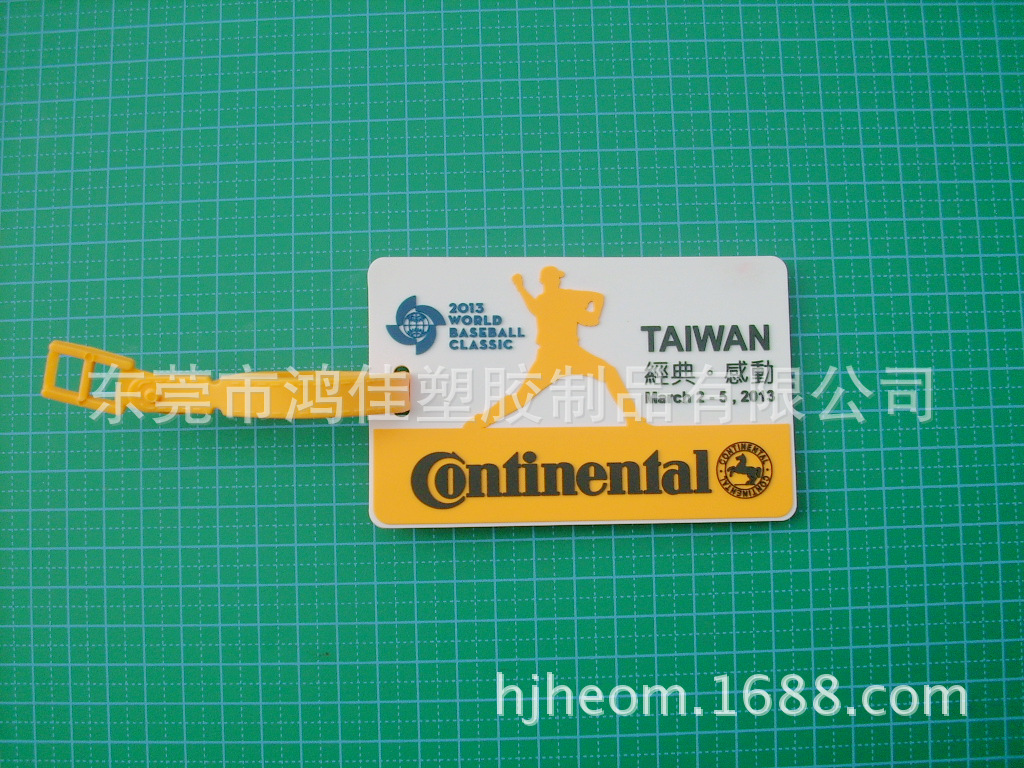 2013
WORLD
BASEBALL
CLASSIC
TAIWAN
經典。感動
March 2 - 5 , 2013
东莞市鸿佳塑胶制品有限公司
Continental
CONTINENTAL
CONTINENTAL
hjheom.1688.com